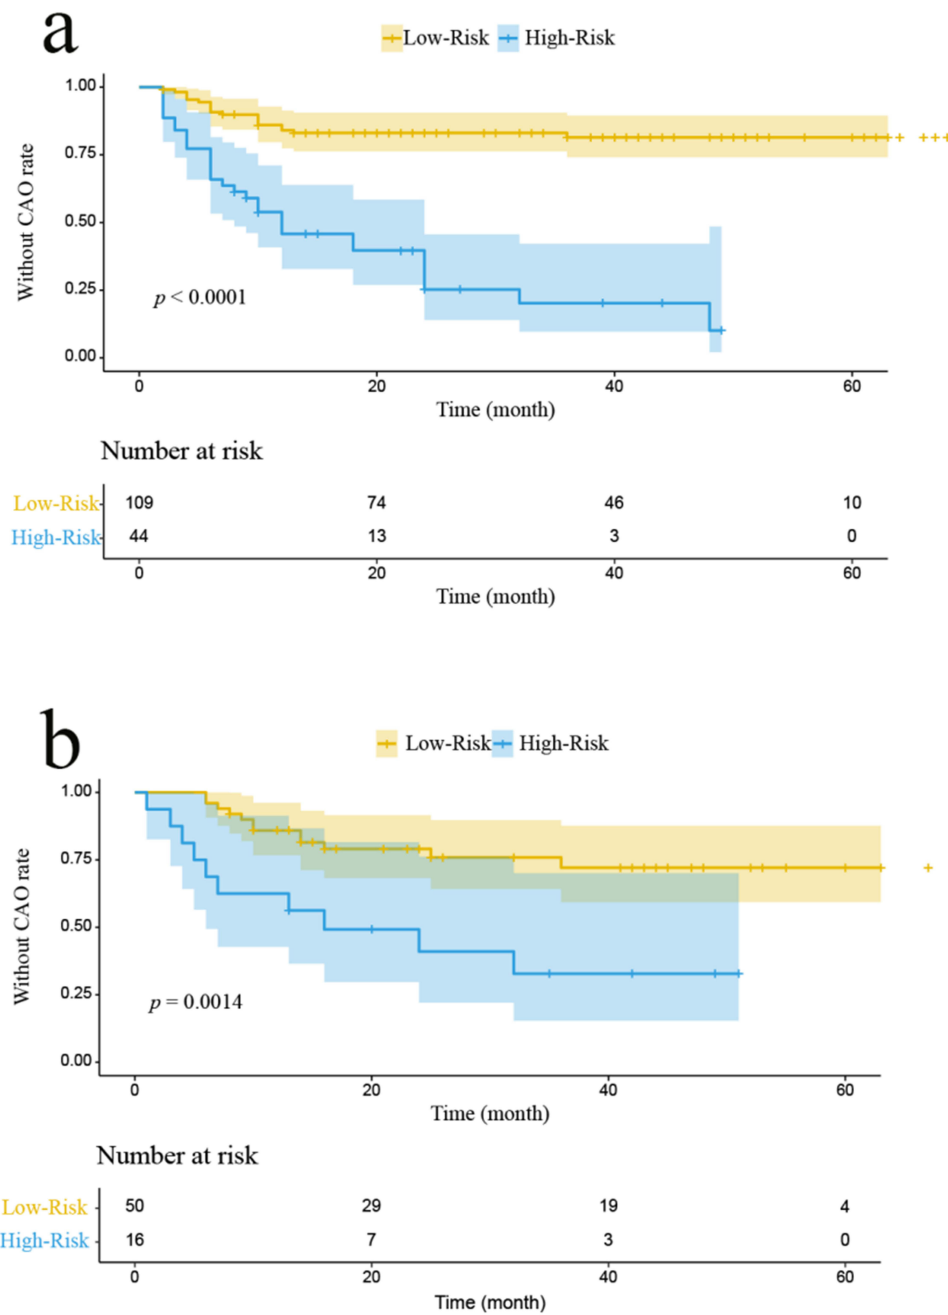 a
Low-Risk High-Risk
Without CAO rate
1.00
0.75
0.50
0.25
0.00
p < 0.0001
0 20 40 60
Time (month)
Number at risk
Low-Risk 109 74 46 10
High-Risk 44 13 3 0
0 20 40 60
Time (month)
b
Low-Risk High-Risk
Without CAO rate
1.00
0.75
0.50
0.25
0.00
p = 0.0014
0 20 40 60
Time (month)
Number at risk
Low-Risk 50 29 19 4
High-Risk 16 7 3 0
0 20 40 60
Time (month)